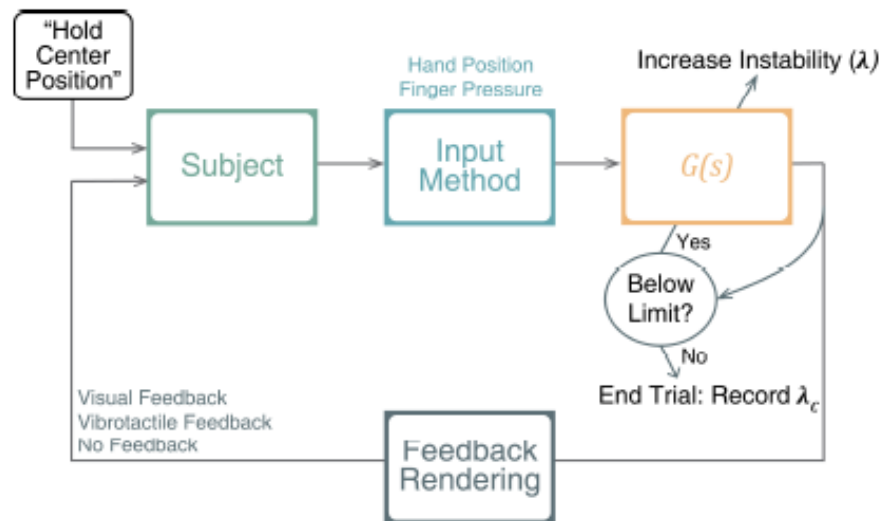 “Hold
Center
Position”
Subject
Hand Position
Finger Pressure
Input
Method
Increase Instability (λ)
G(s)
Yes
Below
Limit?
No
End Trial: Record λc
Visual Feedback
Vibrotactile Feedback
No Feedback
Feedback
Rendering